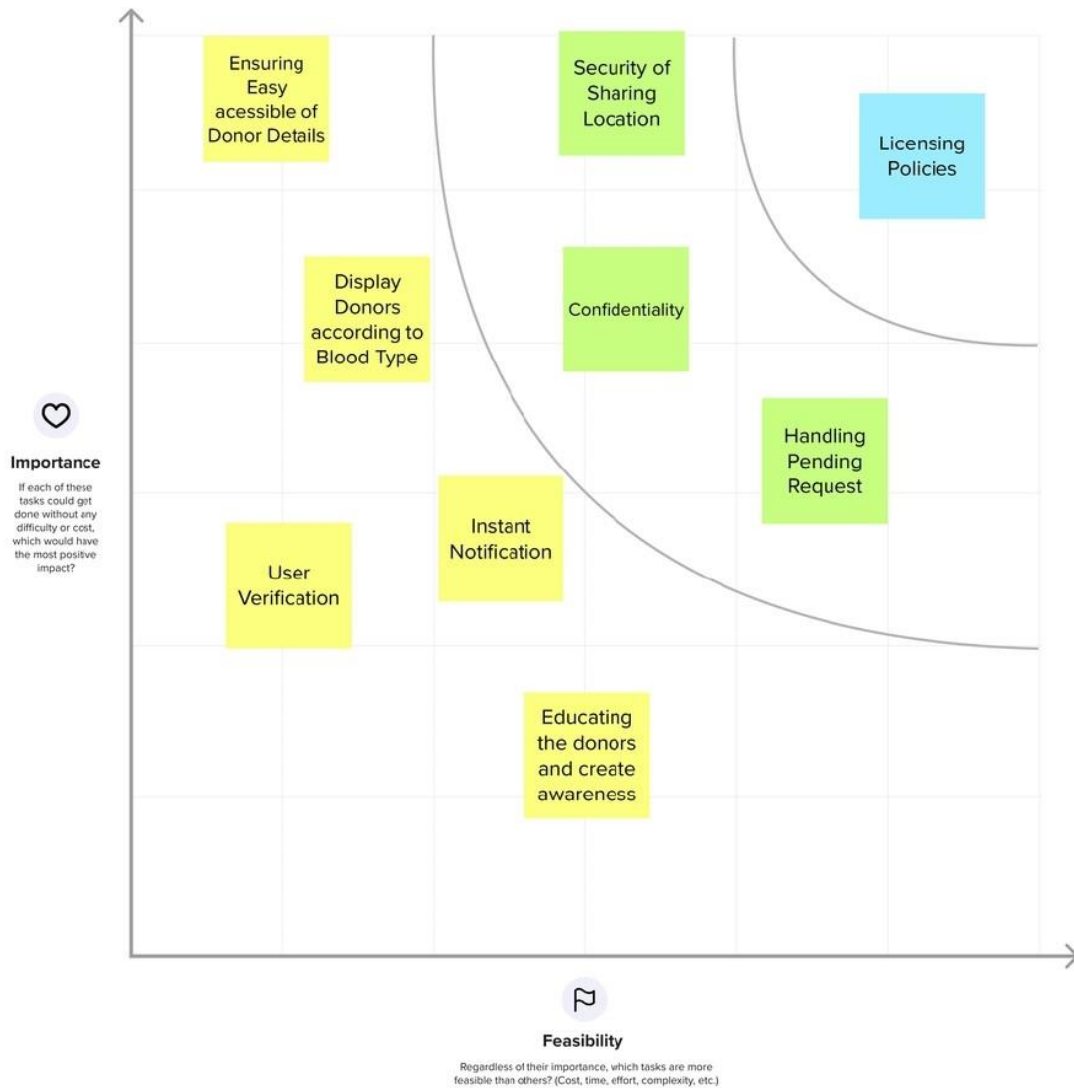 Ensuring
Easy
acessible of
Donor Details
Security of
Sharing
Location
Licensing
Policies
Display
Donors
according to
Blood Type
Confidentiality
Handling
Pending
Request
Importance
If each of these
tasks could get
done without any
difficulty or cost,
which would have
the most positive
impact?
Instant
Notification
User
Verification
Educating
the donors
and create
awareness
Feasibility
Regardless of their importance, which tasks are more
feasible than others? (Cost, time, effort, complexity, etc.)